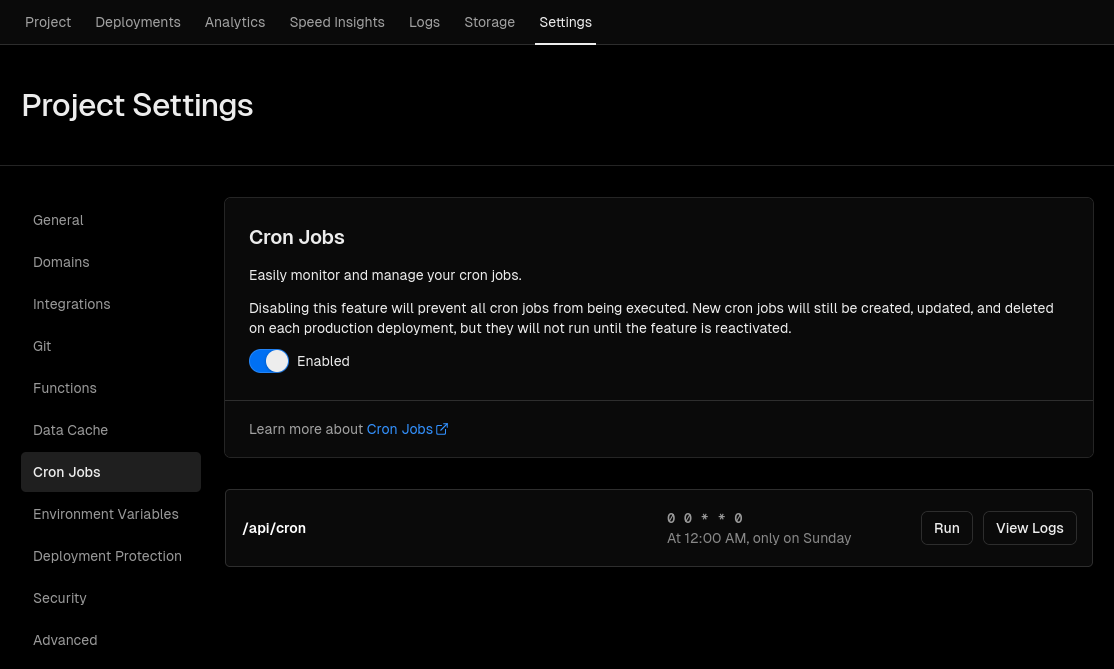 Project Deployments Analytics Speed Insights Logs Storage Settings
Project Settings
General
Domains
Integrations
Git
Functions
Data Cache
Cron Jobs
Environment Variables
Deployment Protection
Security
Advanced
Cron Jobs
Easily monitor and manage your cron jobs.
Disabling this feature will prevent all cron jobs from being executed. New cron jobs will still be created, updated, and deleted
on each production deployment, but they will not run until the feature is reactivated.
Enabled
Learn more about Cron Jobs
/api/cron
0 0 * * 0
At 12:00 AM, only on Sunday
Run
View Logs